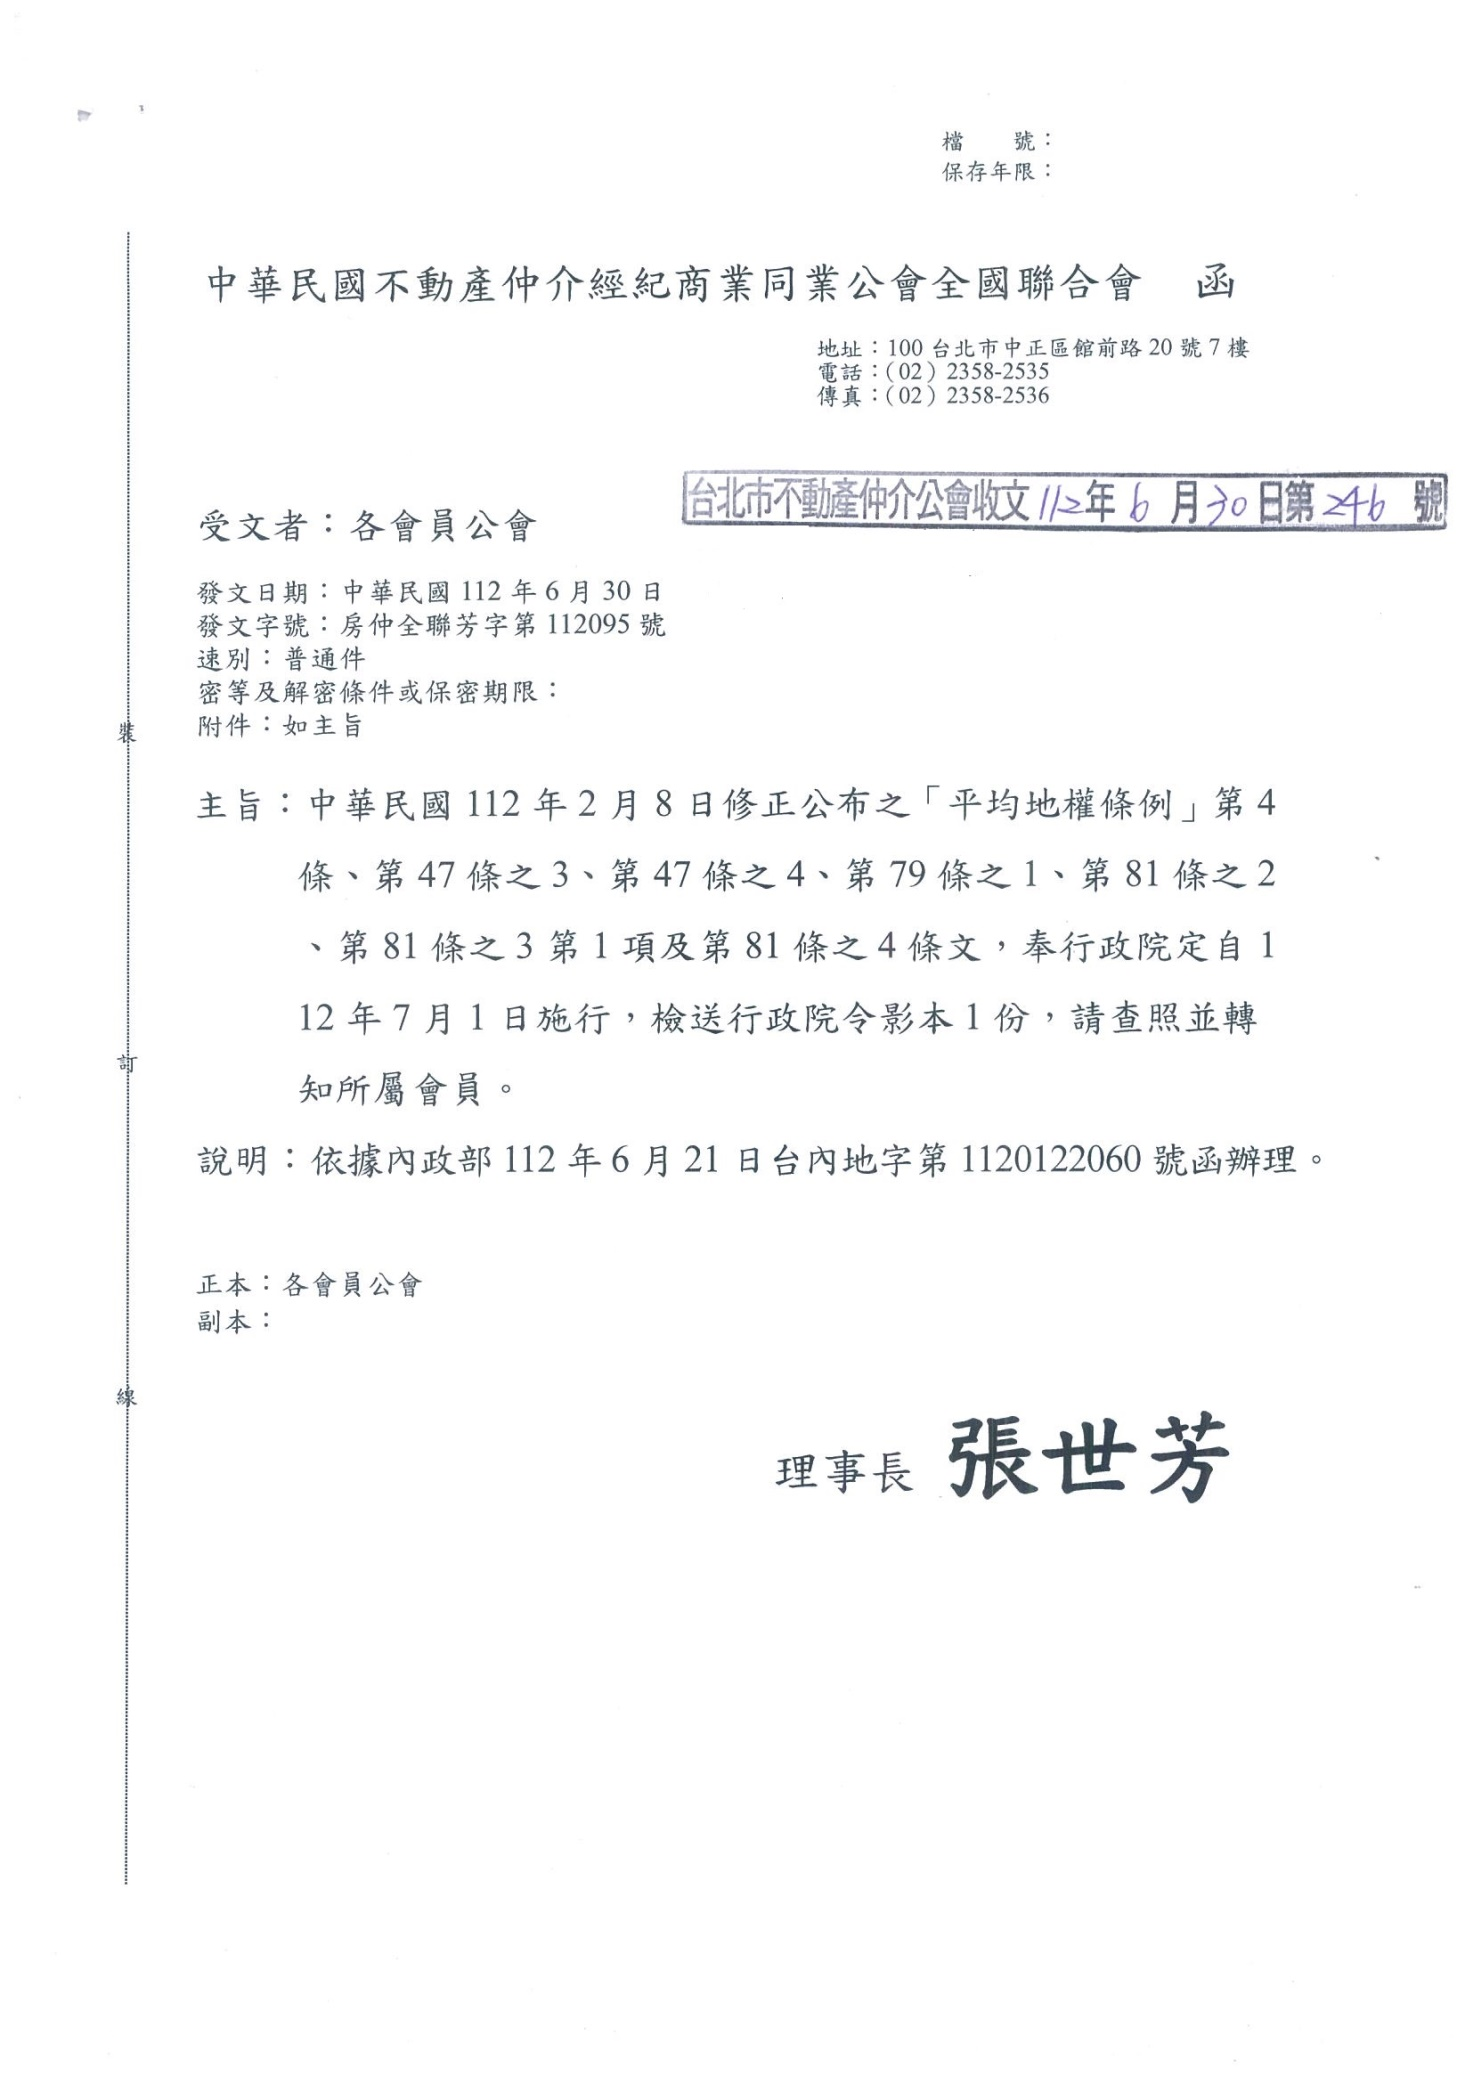 檔　　號：
保存年限：
中華民國不動產仲介經紀商業同業公會全國聯合會　函
地址：100 台北市中正區館前路 20 號 7 樓
電話：(02) 2358-2535
傳真：(02) 2358-2536
台北市不動產仲介公會收文112年6月30日第246號
受文者：各會員公會
發文日期：中華民國 112 年 6 月 30 日
發文字號：房仲全聯芳字第 112095 號
速別：普通件
密等及解密條件或保密期限：
附件：如主旨
主旨：中華民國 112 年 2 月 8 日修正公布之「平均地權條例」第 4
條、第 47 條之 3、第 47 條之 4、第 79 條之 1、第 81 條之 2
、第 81 條之 3 第 1 項及第 81 條之 4 條文，奉行政院定自 1
12 年 7 月 1 日施行，檢送行政院令影本 1 份，請查照並轉
知所屬會員。
說明：依據內政部 112 年 6 月 21 日台內地字第 1120122060 號函辦理。
正本：各會員公會
副本：
理事長 張世芳
裝
訂
線